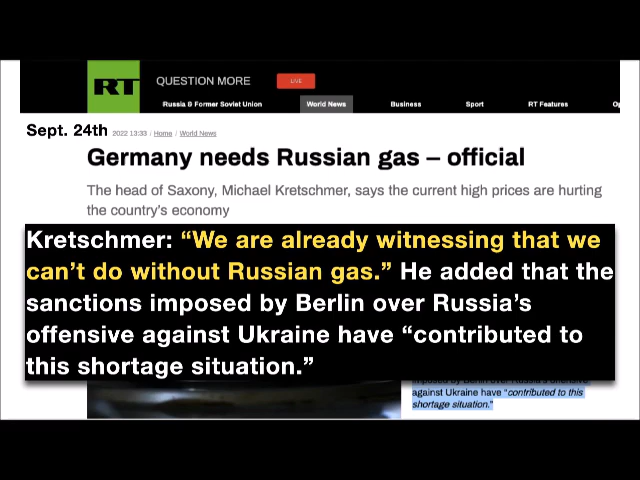 RT
QUESTION MORE
LIVE
Russia & Former Soviet Union
World News
Business
Sport
RT Features
Sept. 24th 2022 13:33 / Home / World News
Germany needs Russian gas – official
The head of Saxony, Michael Kretschmer, says the current high prices are hurting
the country's economy
Kretschmer: “We are already witnessing that we
can’t do without Russian gas.” He added that the
sanctions imposed by Berlin over Russia’s
offensive against Ukraine have “contributed to
this shortage situation.”
against Ukraine have “contributed to this
shortage situation.”